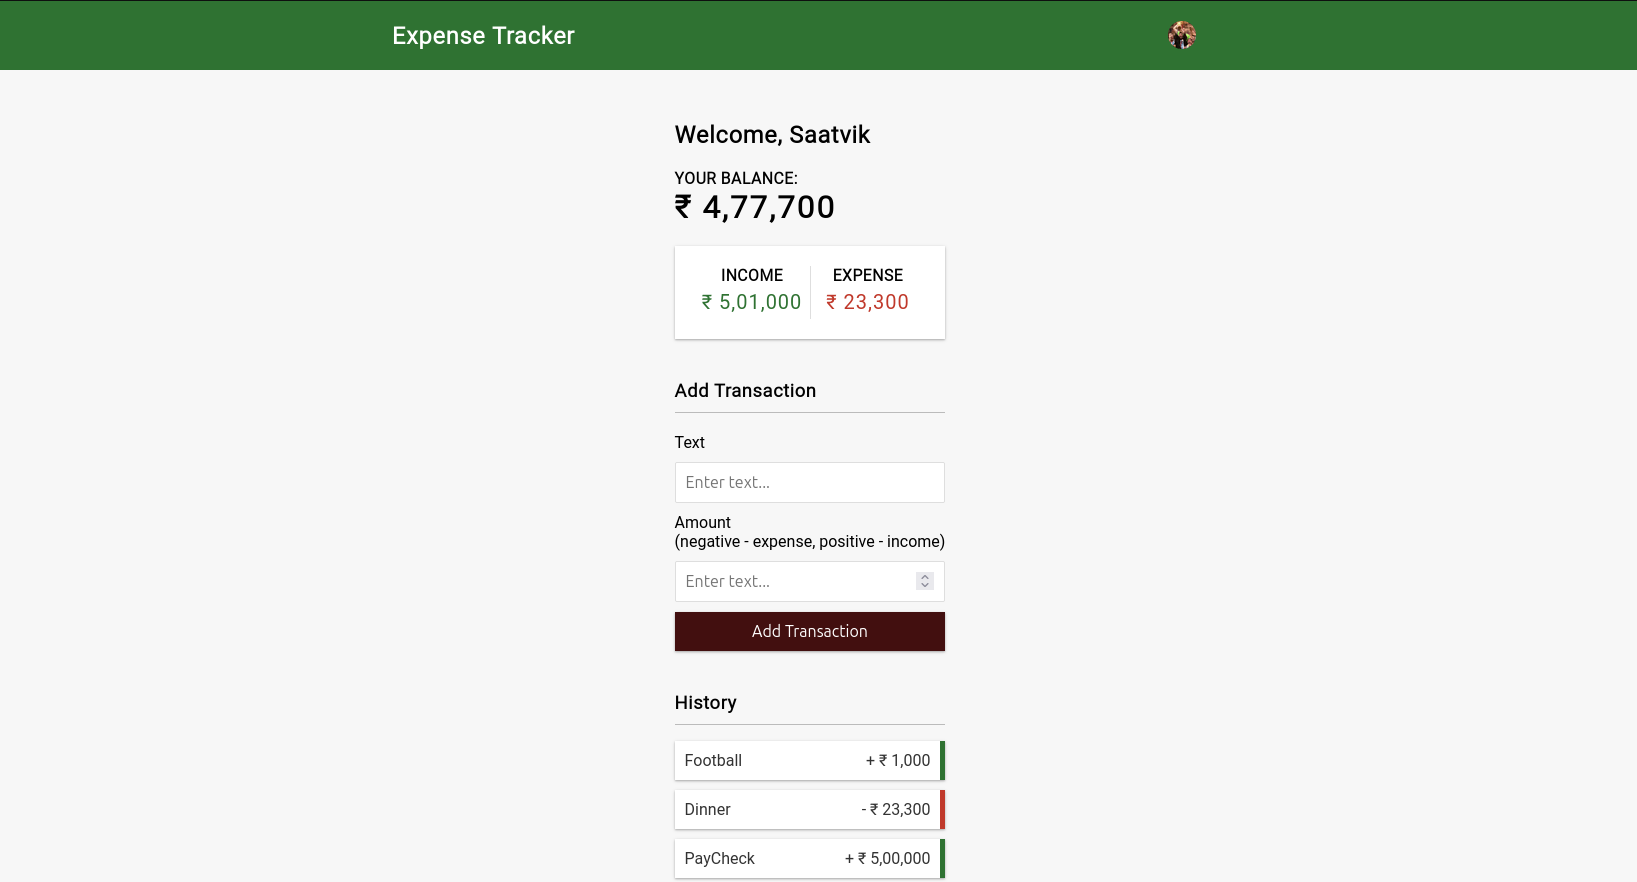 Expense Tracker
Welcome, Saatvik
YOUR BALANCE:
₹ 4,77,700
INCOME EXPENSE
₹ 5,01,000 ₹ 23,300
Add Transaction
Text
Enter text...
Amount
(negative - expense, positive - income)
Enter text...
Add Transaction
History
Football + ₹ 1,000
Dinner - ₹ 23,300
PayCheck + ₹ 5,00,000